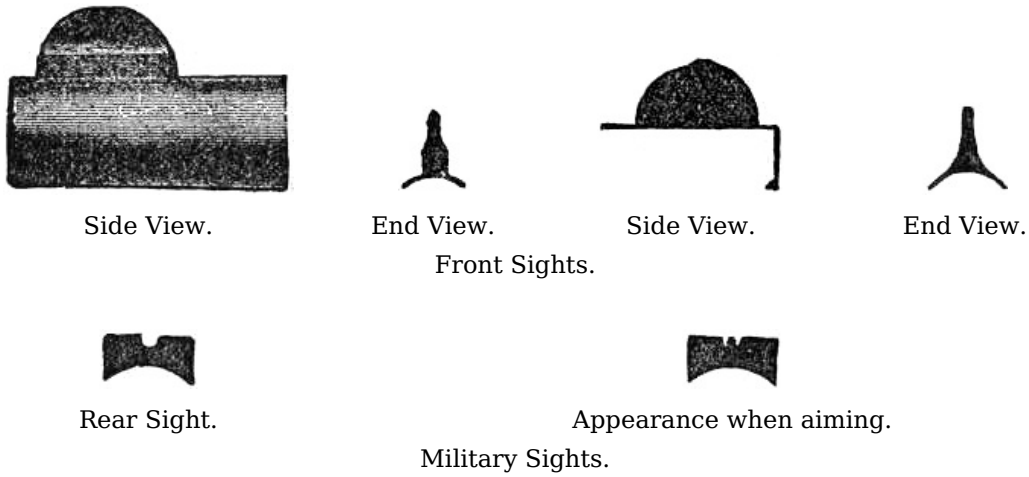 Side View. End View. Side View. End View.
Front Sights.
Rear Sight. Appearance when aiming.
Military Sights.